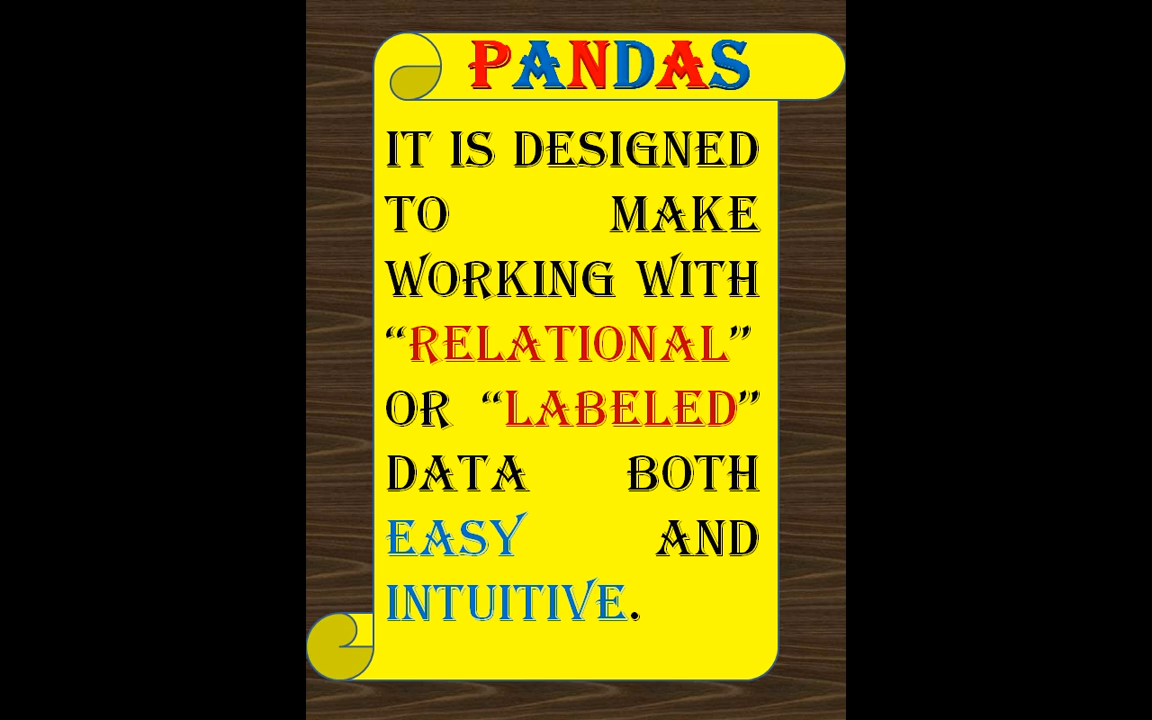 PANDAS
IT IS DESIGNED
TO MAKE
WORKING WITH
“RELATIONAL”
OR “LABELED”
DATA BOTH
EASY AND
INTUITIVE.